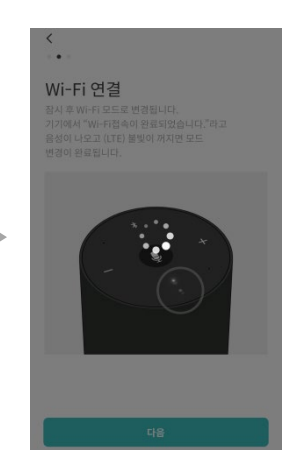 Wi-Fi 연결
잠시 후 Wi-Fi 모드로 변경됩니다.
기기에서 "Wi-Fi접속이 완료되었습니다."라고
음성이 나오고 (LTE) 불빛이 꺼지면 모드
변경이 완료됩니다.
다음